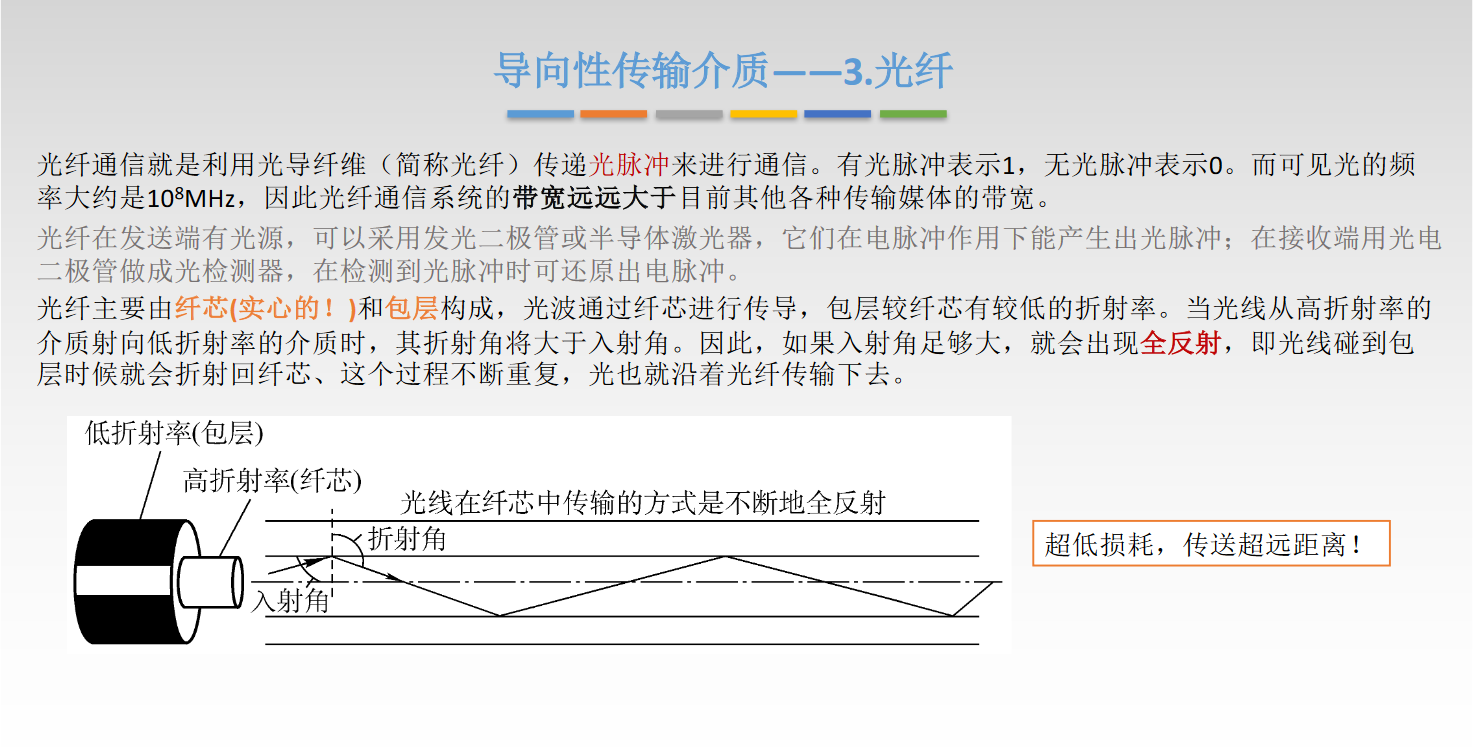 导向性传输介质——3.光纤
光纤通信就是利用光导纤维（简称光纤）传递光脉冲来进行通信。有光脉冲表示1，无光脉冲表示0。而可见光的频
率大约是10⁸MHz，因此光纤通信系统的带宽远远大于目前其他各种传输媒体的带宽。
光纤在发送端有光源，可以采用发光二极管或半导体激光器，它们在电脉冲作用下能产生出光脉冲；在接收端用光电
二极管做成光检测器，在检测到光脉冲时可还原出电脉冲。
光纤主要由纤芯(实心的！)和包层构成，光波通过纤芯进行传导，包层较纤芯有较低的折射率。当光线从高折射率的
介质射向低折射率的介质时，其折射角将大于入射角。因此，如果入射角足够大，就会出现全反射，即光线碰到包
层时候就会折射回纤芯、这个过程不断重复，光也就沿着光纤传输下去。
低折射率(包层)
高折射率(纤芯)
光线在纤芯中传输的方式是不断地全反射
折射角
入射角
超低损耗，传送超远距离！